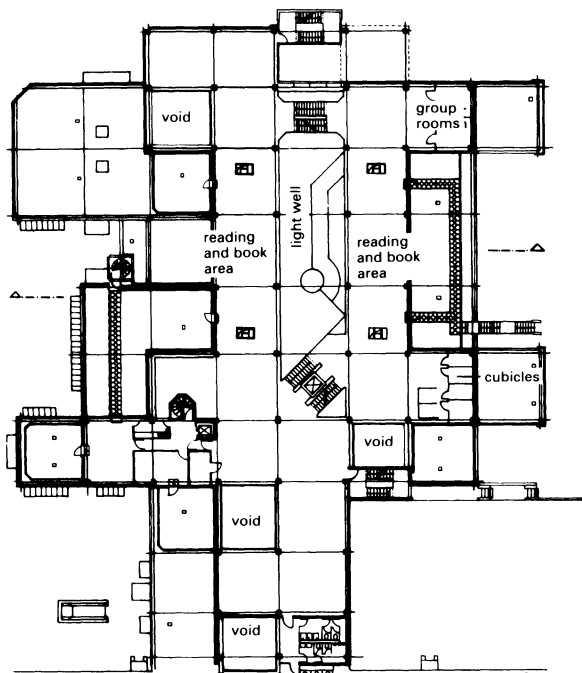 void
group
rooms
light well
reading
and book
area
reading
and book
area
cubicles
void
void
void